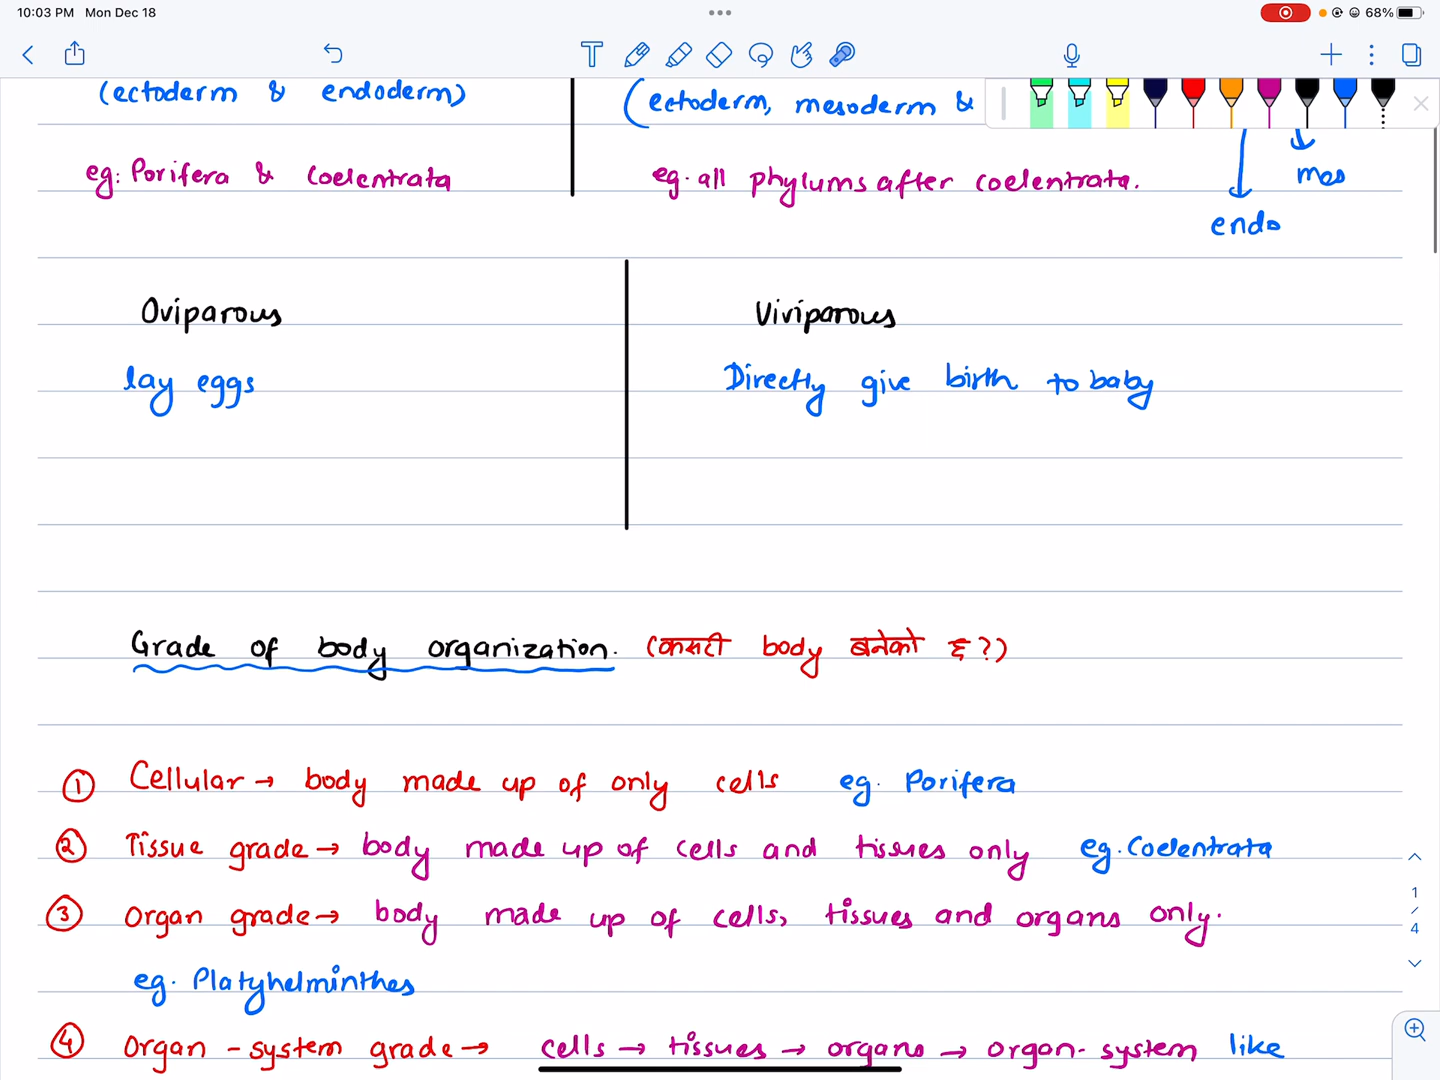 10:03 PM Mon Dec 18
68%
(ectoderm & endoderm)
(ectoderm, mesoderm &
eg: Porifera & Coelentrata
eg. all phylums after coelentrata.
mes
endo
Oviparous
Viviparous
lay eggs
Directly give birth to baby
Grade of body organization. (कसरी body बनेको छ?)
① Cellular → body made up of only cells eg. Porifera
② Tissue grade → body made up of cells and tissues only eg. Coelentrata
③ Organ grade → body made up of cells, tissues and organs only.
eg. Platyhelminthes
④ Organ - system grade → cells → tissues → organs → organ- system like
1
/
4